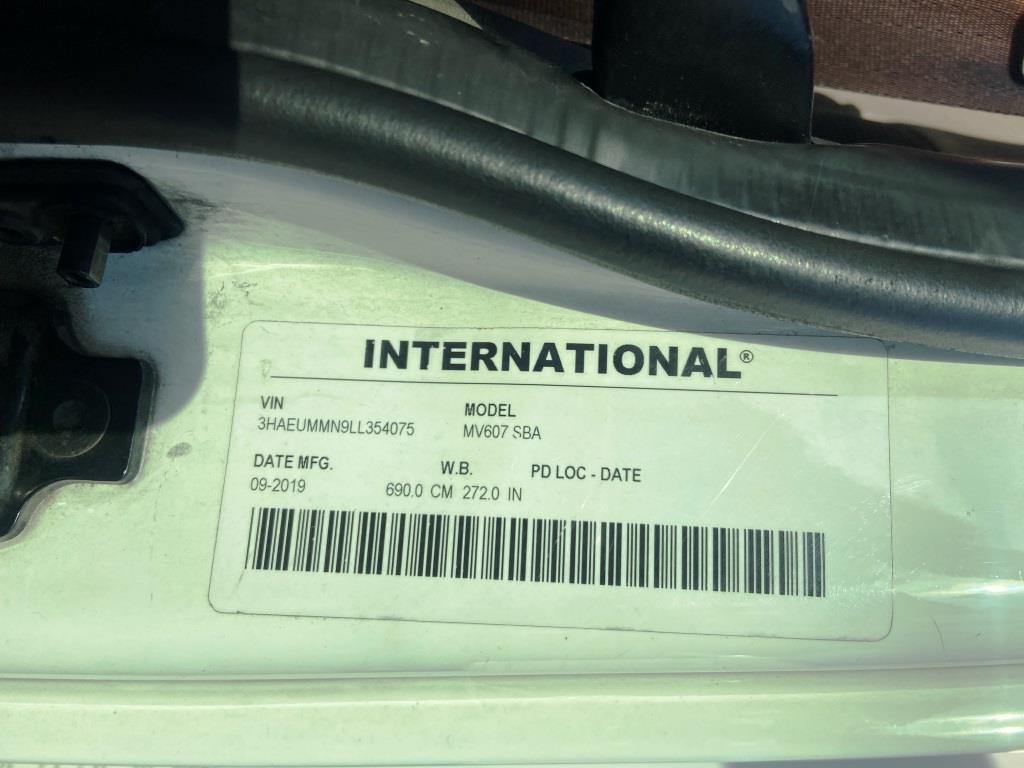 INTERNATIONAL®
VIN MODEL
3HAEUMMN9LL354075 MV607 SBA
DATE MFG. W.B. PD LOC - DATE
09-2019 690.0 CM 272.0 IN